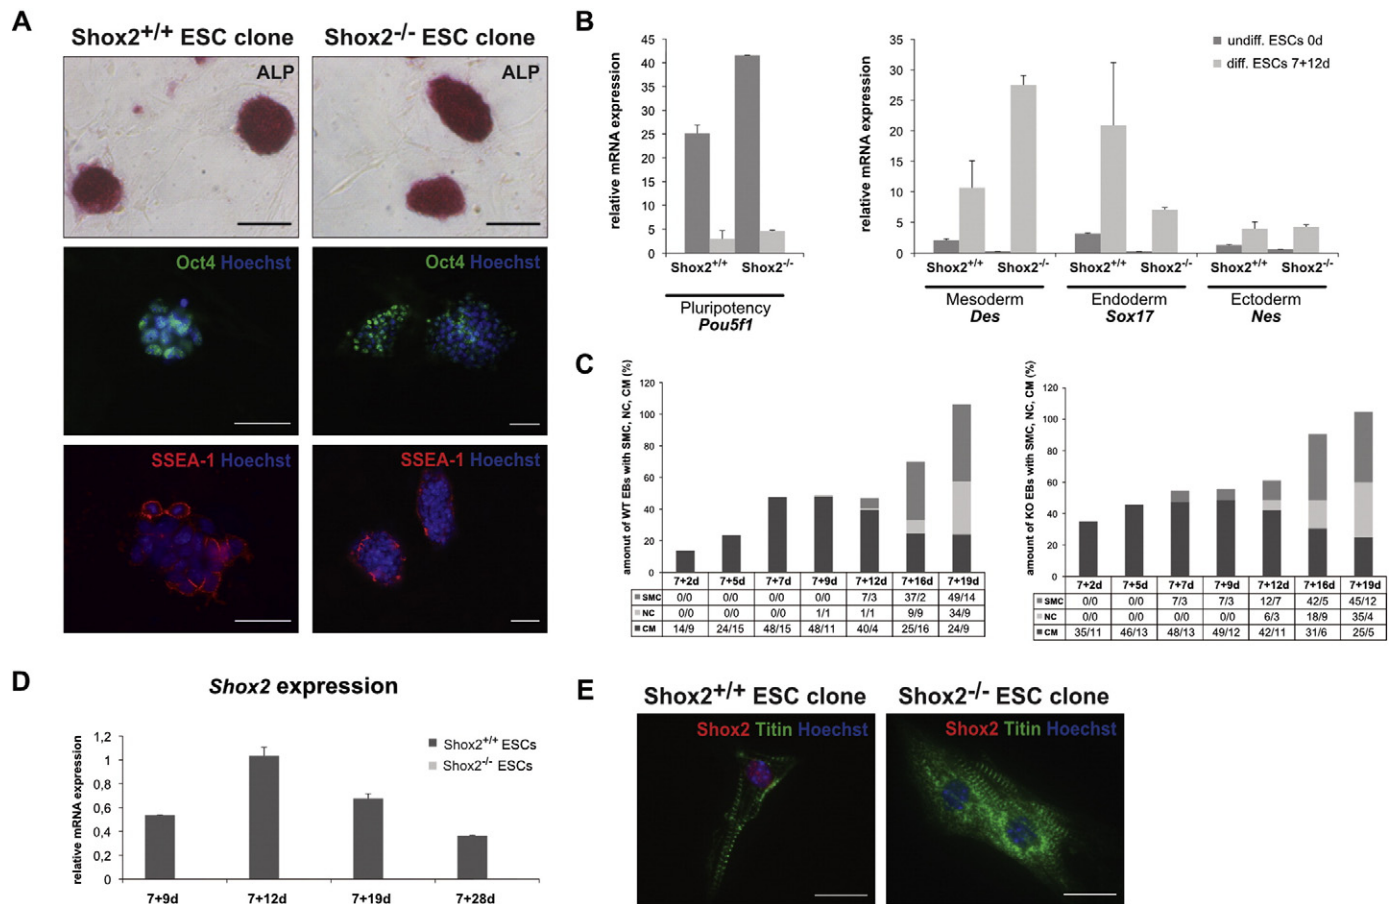 A
Shox2+/+ ESC clone
Shox2-/- ESC clone
ALP
ALP
Oct4 Hoechst
Oct4 Hoechst
SSEA-1 Hoechst
SSEA-1 Hoechst
B
relative mRNA expression
45
40
35
30
25
20
15
10
5
0
Shox2+/+ Shox2-/-
Pluripotency
Pou5f1
relative mRNA expression
35
30
25
20
15
10
5
0
undiff. ESCs 0d
diff. ESCs 7+12d
Shox2+/+ Shox2-/- Shox2+/+ Shox2-/- Shox2+/+ Shox2-/-
Mesoderm Endoderm Ectoderm
Des Sox17 Nes
C
amonut of WT EBs with SMC, NC, CM (%)
120
100
80
60
40
20
0
7+2d 7+5d 7+7d 7+9d 7+12d 7+16d 7+19d
SMC 0/0 0/0 0/0 0/0 7/3 37/2 49/14
NC 0/0 0/0 0/0 1/1 1/1 9/9 34/9
CM 14/9 24/15 48/15 48/11 40/4 25/16 24/9
amount of KO EBs with SMC, NC, CM (%)
120
100
80
60
40
20
0
7+2d 7+5d 7+7d 7+9d 7+12d 7+16d 7+19d
SMC 0/0 0/0 7/3 7/3 12/7 42/5 45/12
NC 0/0 0/0 0/0 0/0 6/3 18/9 35/4
CM 35/11 46/13 48/13 49/12 42/11 31/6 25/5
D
Shox2 expression
relative mRNA expression
1,2
1
0,8
0,6
0,4
0,2
0
Shox2+/+ ESCs
Shox2-/- ESCs
7+9d 7+12d 7+19d 7+28d
E
Shox2+/+ ESC clone
Shox2-/- ESC clone
Shox2 Titin Hoechst
Shox2 Titin Hoechst